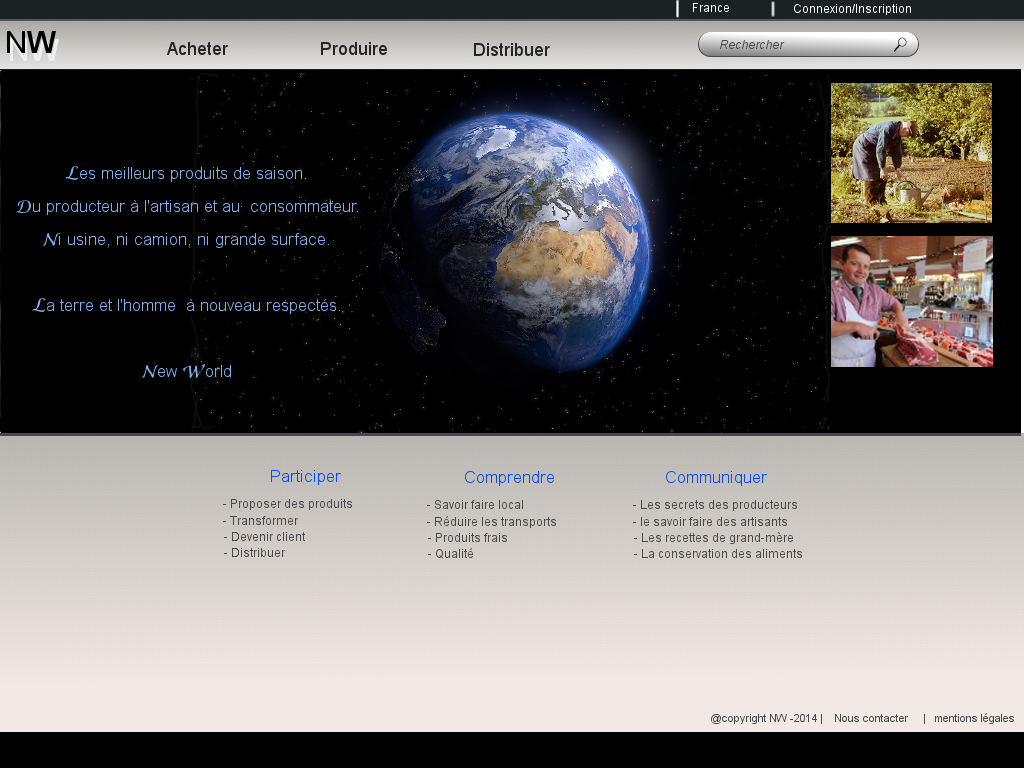 France
Connexion/Inscription
NW
Acheter
Produire
Distribuer
Rechercher
Les meilleurs produits de saison.
Du producteur à l'artisan et au consommateur.
Ni usine, ni camion, ni grande surface.
La terre et l'homme à nouveau respectés.
New World
Participer
- Proposer des produits
- Transformer
- Devenir client
- Distribuer
Comprendre
- Savoir faire local
- Réduire les transports
- Produits frais
- Qualité
Communiquer
- Les secrets des producteurs
- le savoir faire des artisants
- Les recettes de grand-mère
- La conservation des aliments
@copyright NW -2014 | Nous contacter | mentions légales